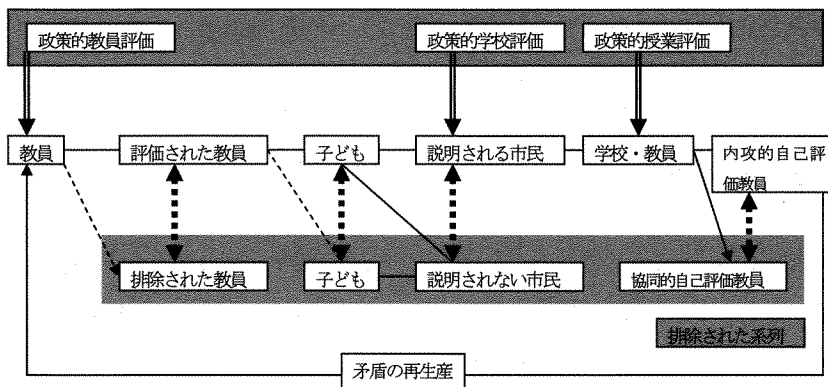 政策的教員評価
政策的学校評価
政策的授業評価
教員
評価された教員
子ども
説明される市民
学校・教員
内攻的自己評
価教員
排除された教員
子ども
説明されない市民
協同的自己評価教員
排除された系列
矛盾の再生産